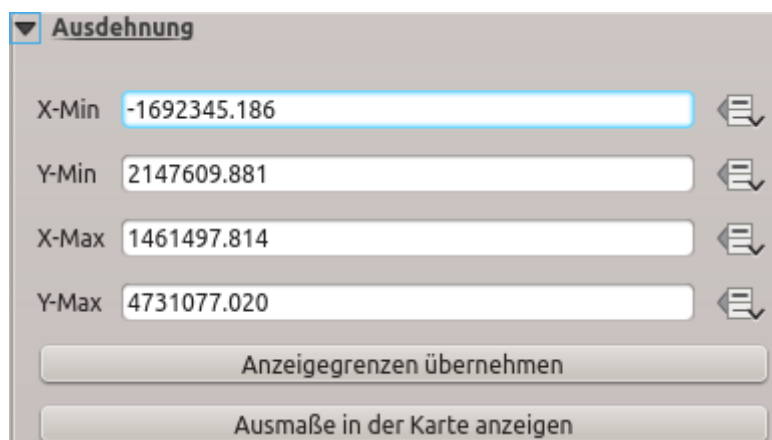 Ausdehnung
X-Min -1692345.186
Y-Min 2147609.881
X-Max 1461497.814
Y-Max 4731077.020
Anzeigegrenzen übernehmen
Ausmaße in der Karte anzeigen